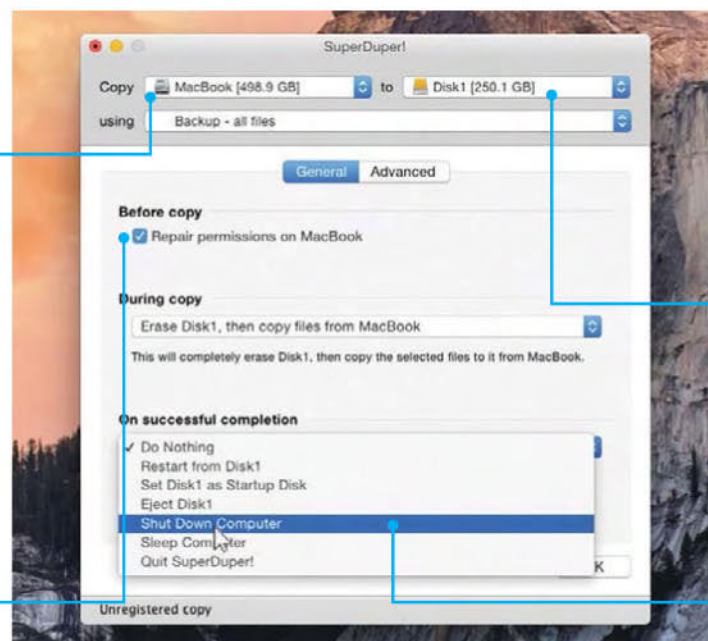 SuperDuper!
Copy MacBook [498.9 GB] to Disk1 [250.1 GB]
using Backup - all files
General Advanced
Before copy
Repair permissions on MacBook
During copy
Erase Disk1, then copy files from MacBook
This will completely erase Disk1, then copy the selected files to it from MacBook.
On successful completion
✓ Do Nothing
Restart from Disk1
Set Disk1 as Startup Disk
Eject Disk1
Shut Down Computer
Sleep Computer
Quit SuperDuper!
K
Unregistered copy